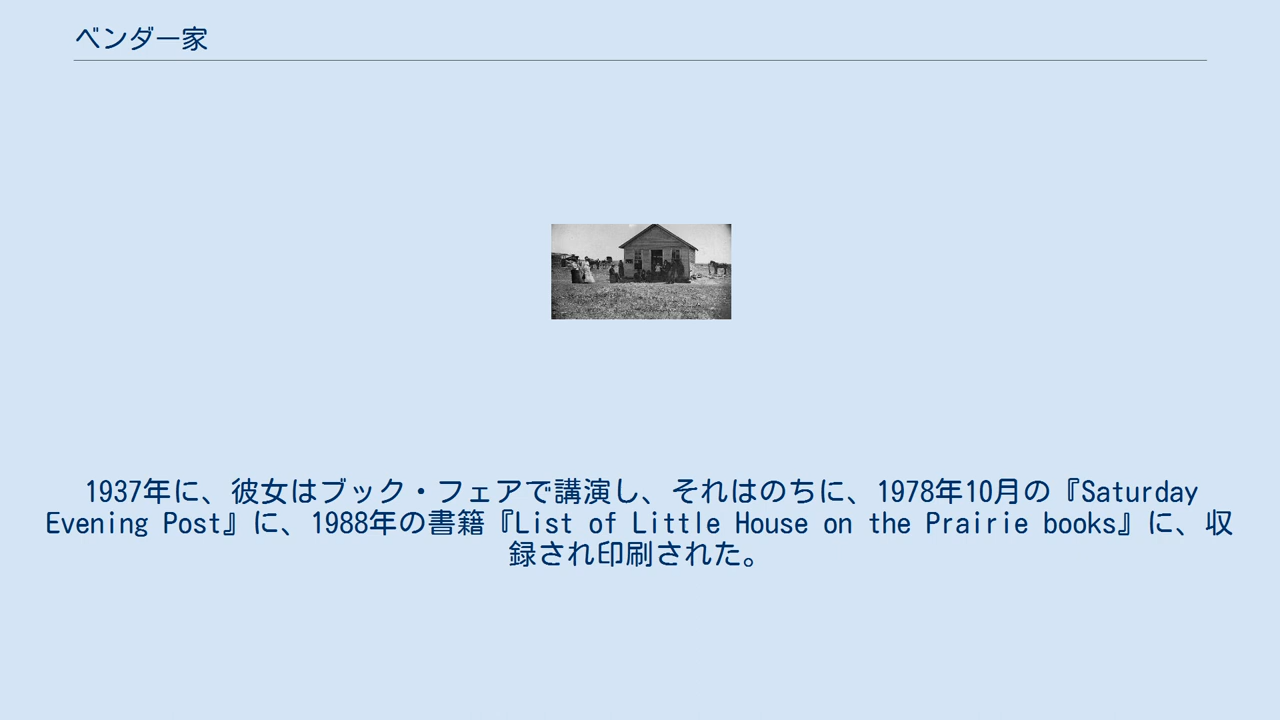 ベンダー家
1937年に、彼女はブック・フェアで講演し、それはのちに、1978年10月の『Saturday
Evening Post』に、1988年の書籍『List of Little House on the Prairie books』に、収
録され印刷された。